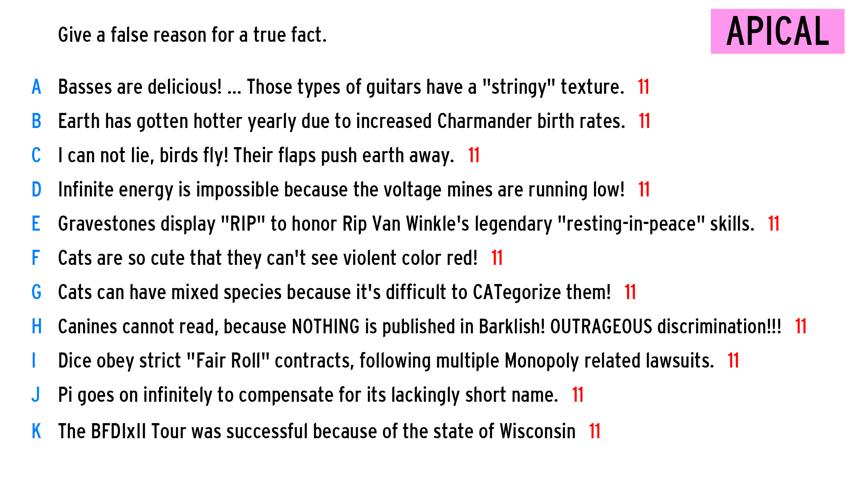 Give a false reason for a true fact.
APICAL
A Basses are delicious! ... Those types of guitars have a "stringy" texture. 11
B Earth has gotten hotter yearly due to increased Charmander birth rates. 11
C I can not lie, birds fly! Their flaps push earth away. 11
D Infinite energy is impossible because the voltage mines are running low! 11
E Gravestones display "RIP" to honor Rip Van Winkle's legendary "resting-in-peace" skills. 11
F Cats are so cute that they can't see violent color red! 11
G Cats can have mixed species because it's difficult to CATegorize them! 11
H Canines cannot read, because NOTHING is published in Barklish! OUTRAGEOUS discrimination!!! 11
I Dice obey strict "Fair Roll" contracts, following multiple Monopoly related lawsuits. 11
J Pi goes on infinitely to compensate for its lackingly short name. 11
K The BFDIxII Tour was successful because of the state of Wisconsin 11